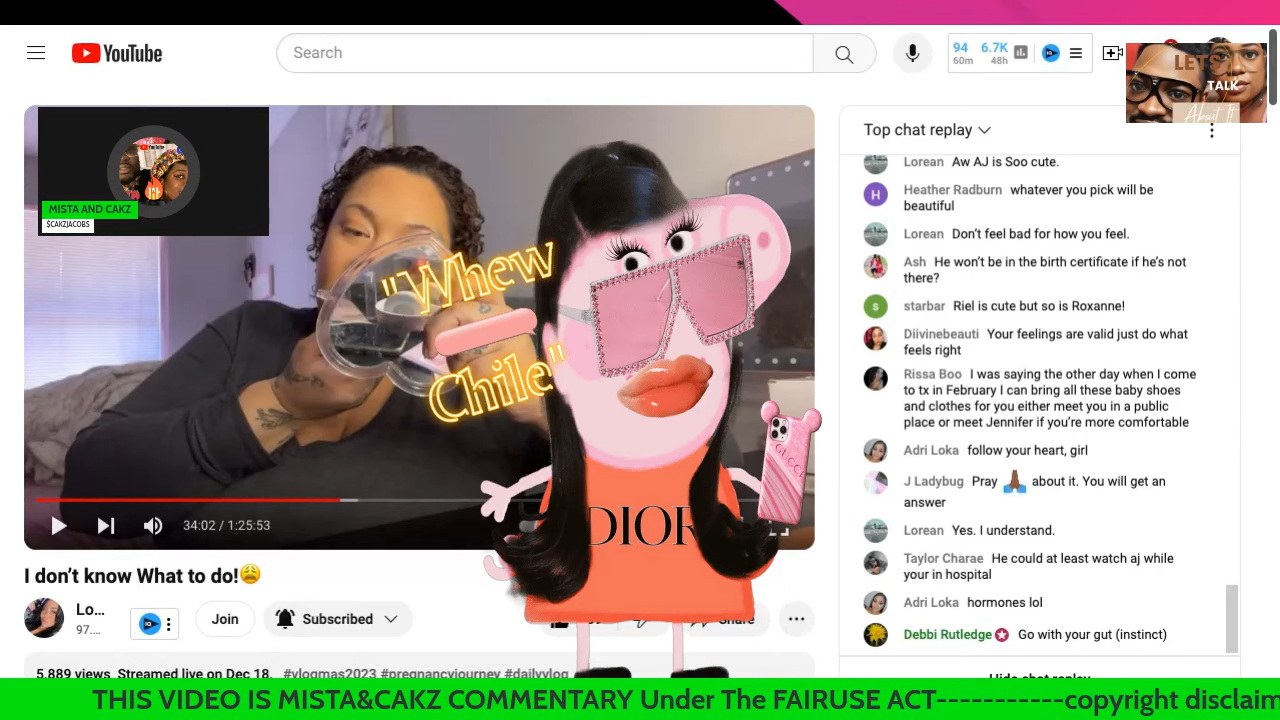 YouTube
Search
94 6.7K
60m 48h
LETS
TALK
About It
MISTA AND CAKZ
$CAKZJACOBS
"Whew
Chile"
GUCCI
DIOR
34:02 / 1:25:53
I don't know What to do!😩
Lo...
97....
Join
Subscribed
Share
5,889 views Streamed live on Dec 18, #vlogmas2023 #pregnancyjourney #dailyvlog
Top chat replay
Lorean Aw AJ is Soo cute.
Heather Radburn whatever you pick will be
beautiful
Lorean Don't feel bad for how you feel.
Ash He won't be in the birth certificate if he's not
there?
starbar Riel is cute but so is Roxanne!
Diivinebeauti Your feelings are valid just do what
feels right
Rissa Boo I was saying the other day when I come
to tx in February I can bring all these baby shoes
and clothes for you either meet you in a public
place or meet Jennifer if you're more comfortable
Adri Loka follow your heart, girl
J Ladybug Pray 🙏🏾 about it. You will get an
answer
Lorean Yes. I understand.
Taylor Charae He could at least watch aj while
your in hospital
Adri Loka hormones lol
Debbi Rutledge Go with your gut (instinct)
Hide chat replay
THIS VIDEO IS MISTA&CAKZ COMMENTARY Under The FAIRUSE ACT-----------copyright disclaim